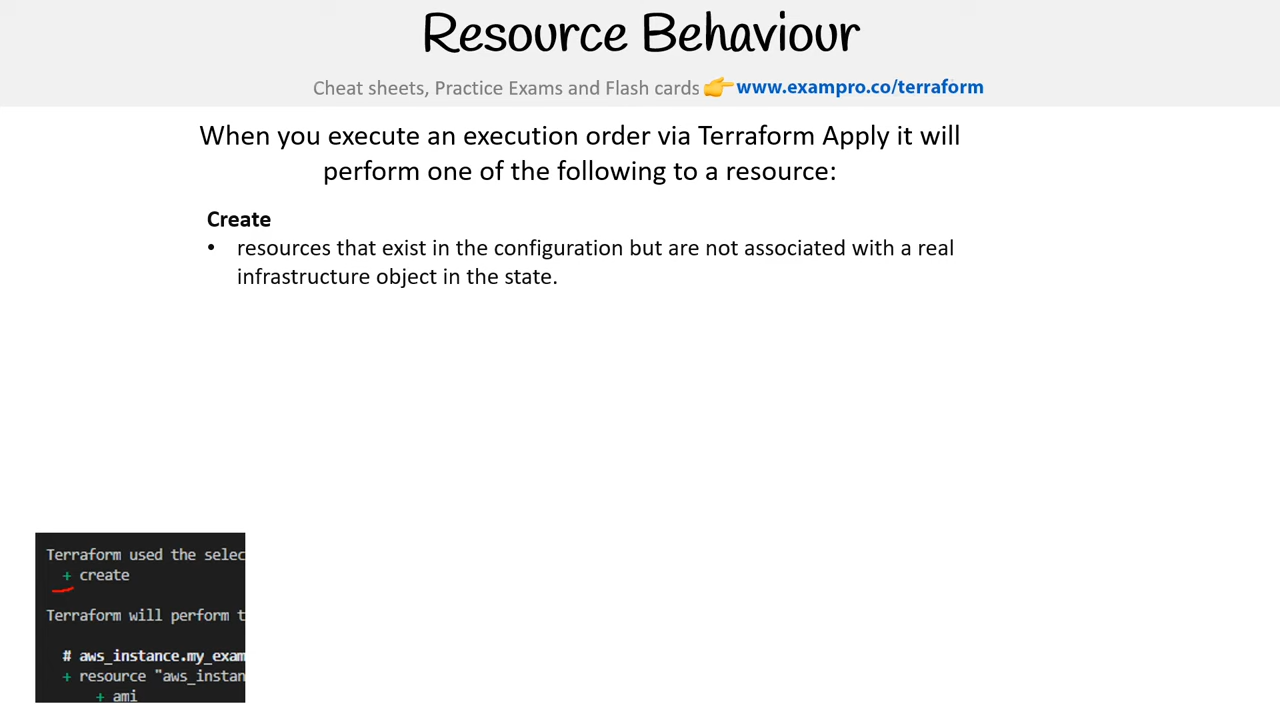 Resource Behaviour
Cheat sheets, Practice Exams and Flash cards 👉 www.exampro.co/terraform
When you execute an execution order via Terraform Apply it will
perform one of the following to a resource:
Create
• resources that exist in the configuration but are not associated with a real
infrastructure object in the state.
Terraform used the selec
+ create
Terraform will perform t
# aws_instance.my_exam
+ resource "aws_instan
+ ami